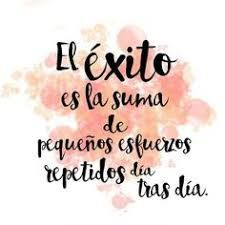 El éxito
es la suma
de
pequeños esfuerzos
repetidos día
tras día.